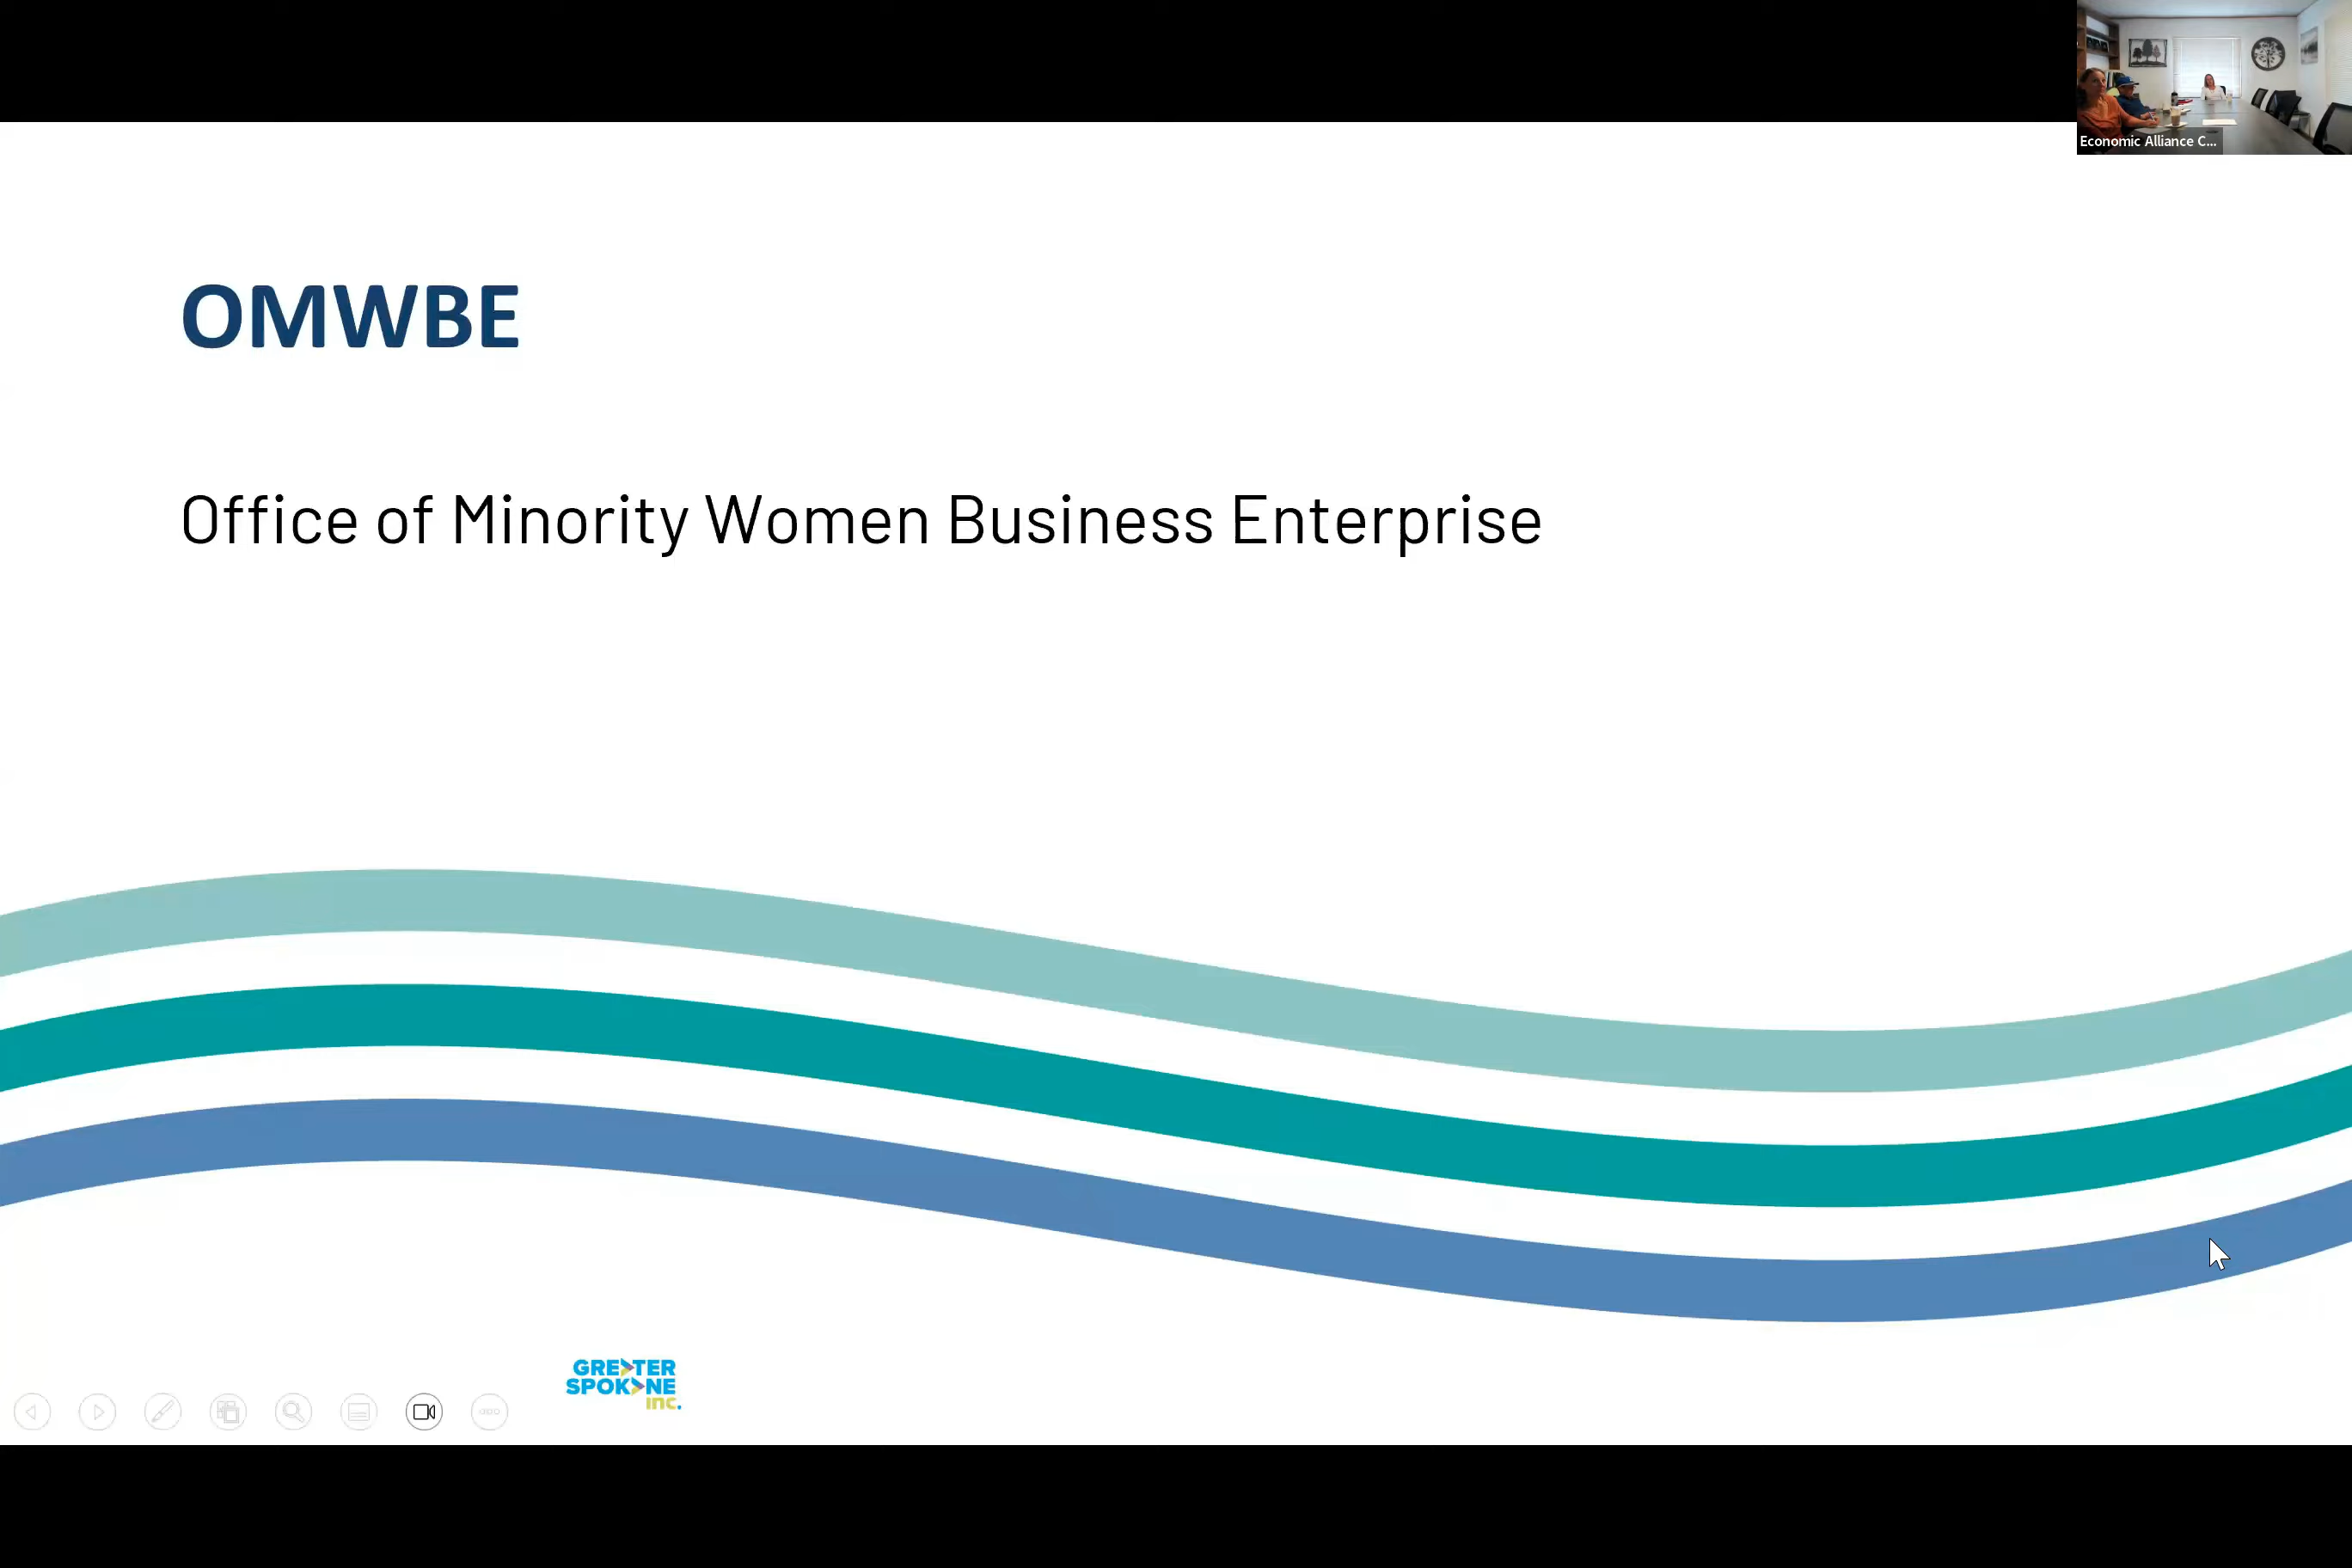 Economic Alliance C...
OMWBE
Office of Minority Women Business Enterprise
GREATER
SPOKANE
inc.